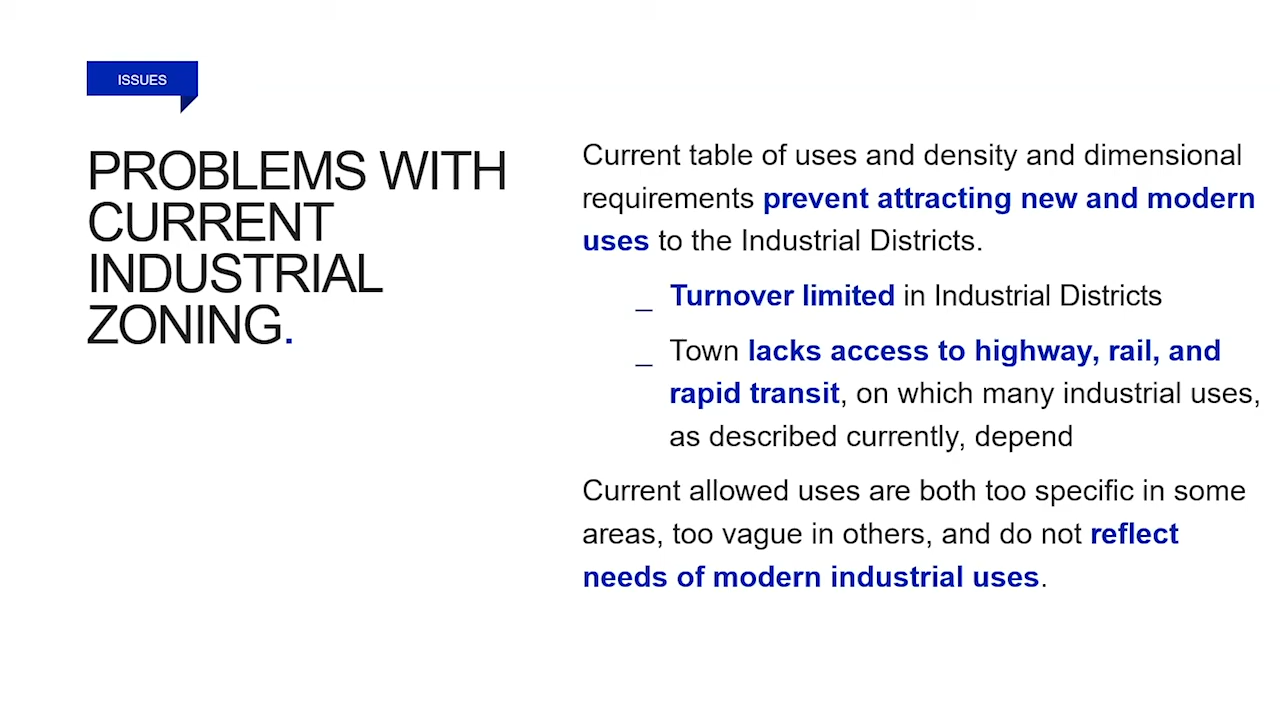 ISSUES
PROBLEMS WITH
CURRENT
INDUSTRIAL
ZONING.
Current table of uses and density and dimensional
requirements prevent attracting new and modern
uses to the Industrial Districts.
_ Turnover limited in Industrial Districts
_ Town lacks access to highway, rail, and
rapid transit, on which many industrial uses,
as described currently, depend
Current allowed uses are both too specific in some
areas, too vague in others, and do not reflect
needs of modern industrial uses.